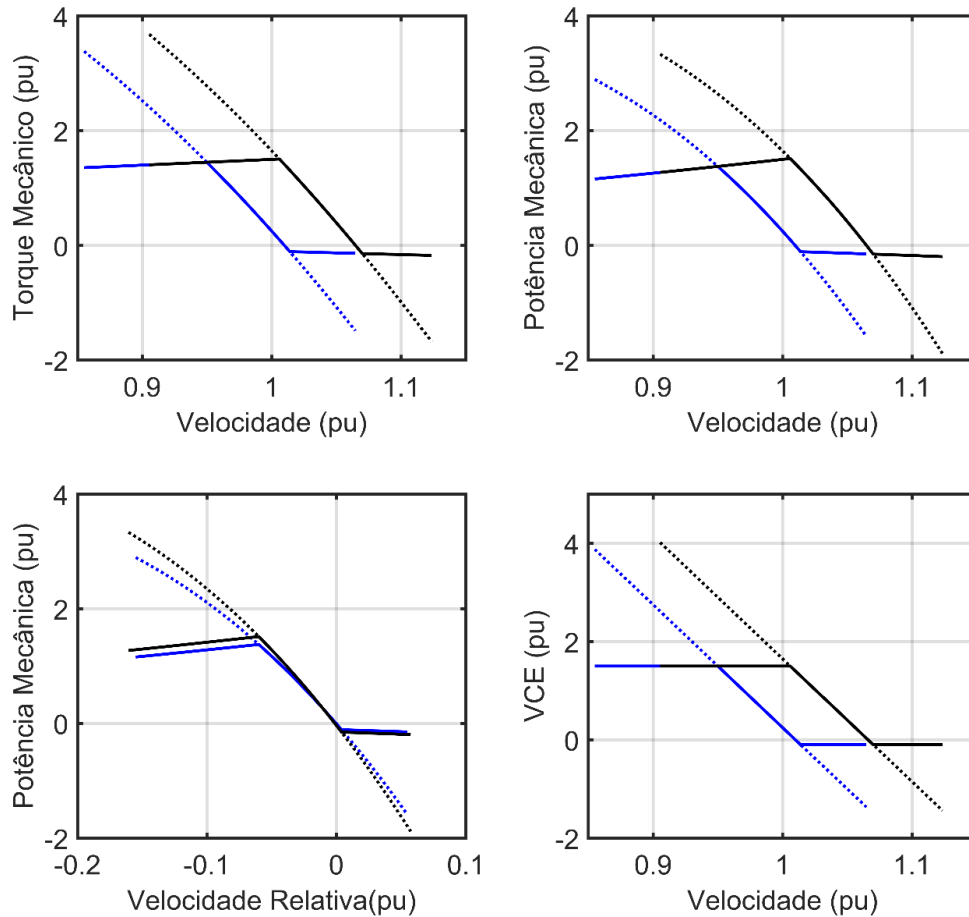 4
2
0
-2
Torque Mecânico (pu)
0.9 1 1.1
Velocidade (pu)
4
2
0
-2
Potência Mecânica (pu)
0.9 1 1.1
Velocidade (pu)
4
2
0
-2
Potência Mecânica (pu)
-0.2 -0.1 0 0.1
Velocidade Relativa(pu)
4
2
0
-2
VCE (pu)
0.9 1 1.1
Velocidade (pu)